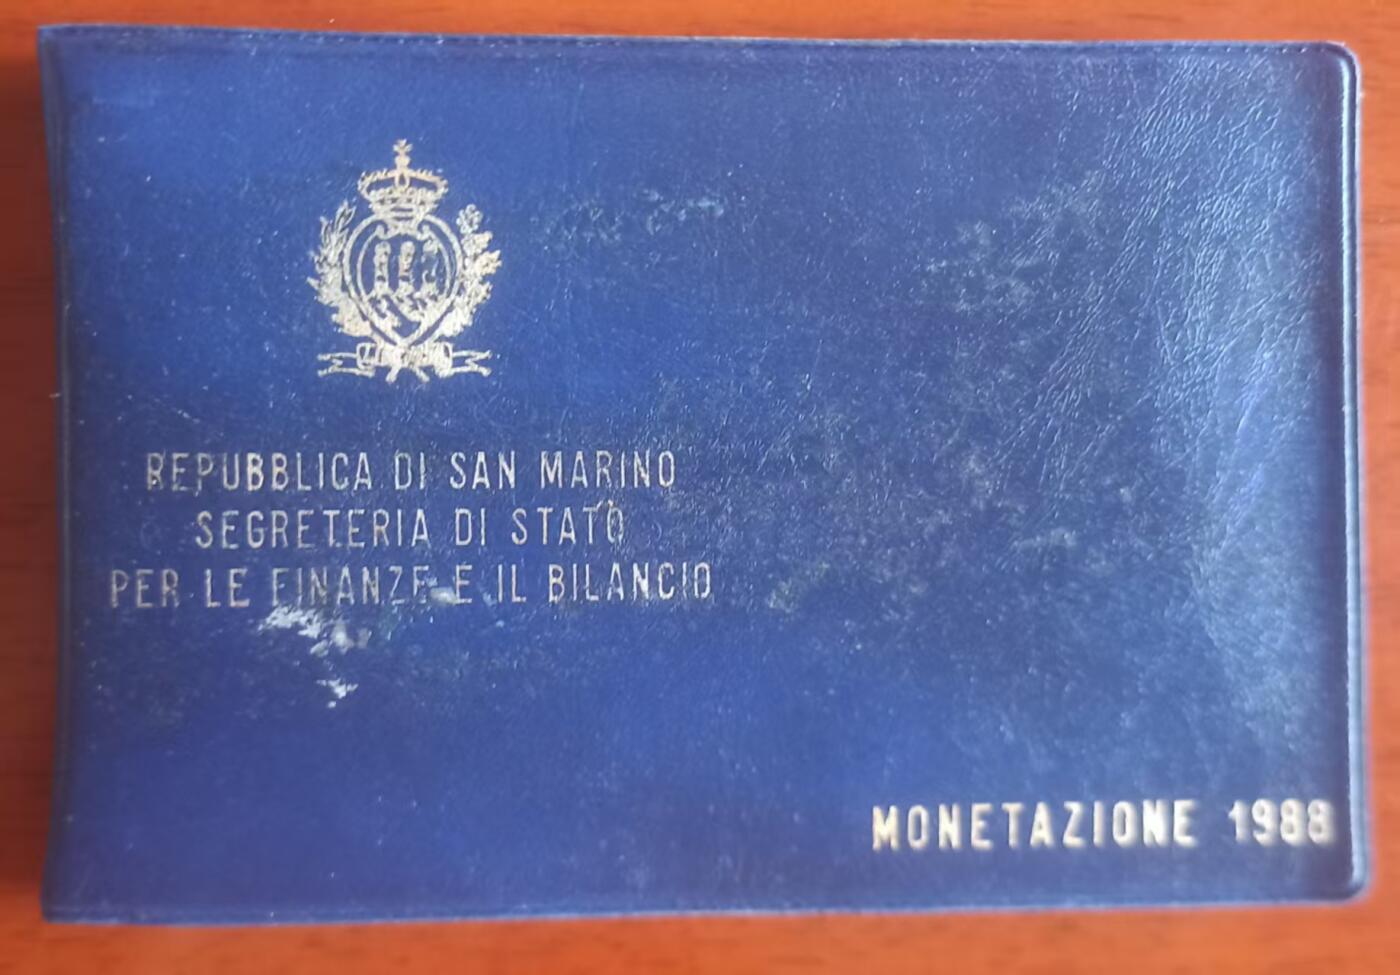 REPUBBLICA DI SAN MARINO
SEGRETERIA DI STATO
PER LE FINANZE E IL BILANCIO
MONETAZIONE 1988